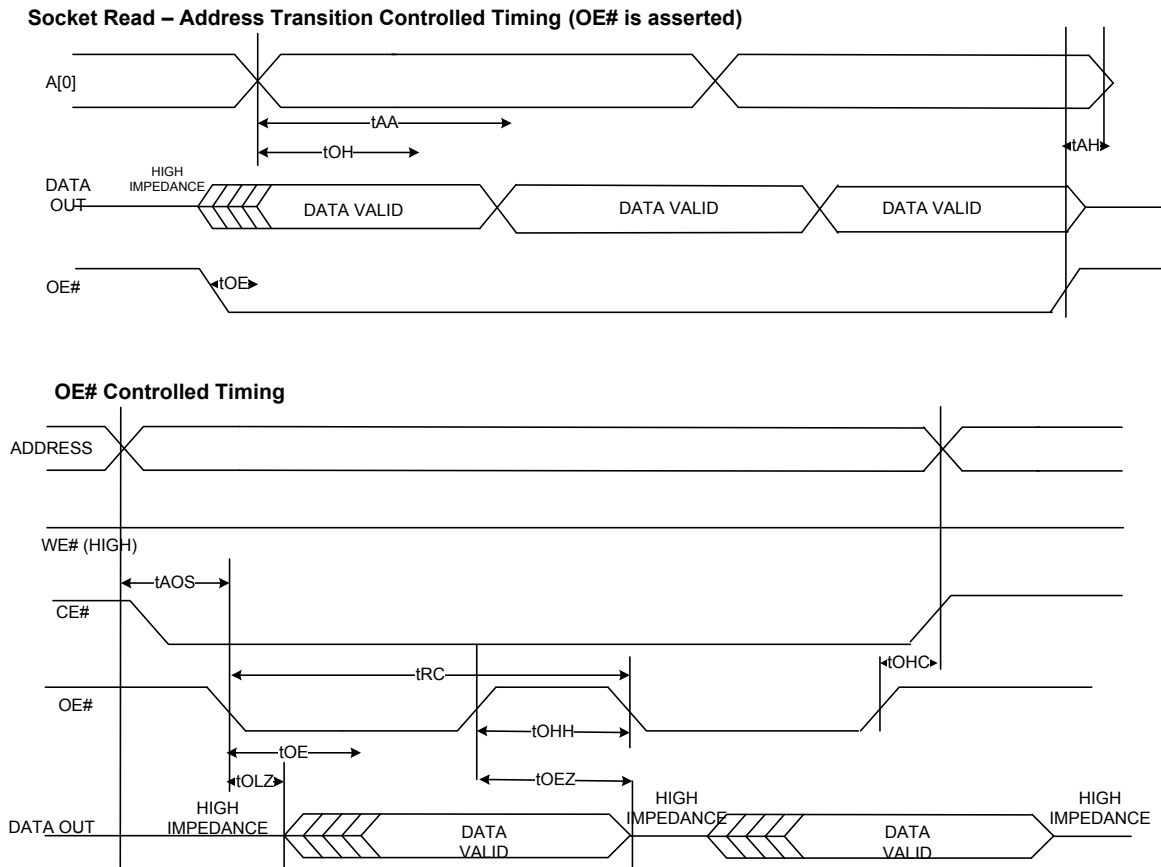 Socket Read – Address Transition Controlled Timing (OE# is asserted)
A[0]
tAA
tOH
tAH
HIGH
IMPEDANCE
DATA
OUT
DATA VALID
DATA VALID
DATA VALID
tOE
OE#
OE# Controlled Timing
ADDRESS
WE# (HIGH)
tAOS
CE#
tOHC
tRC
OE#
tOHH
tOE
tOEZ
tOLZ
HIGH
IMPEDANCE
HIGH
IMPEDANCE
HIGH
IMPEDANCE
DATA OUT
DATA
VALID
DATA
VALID